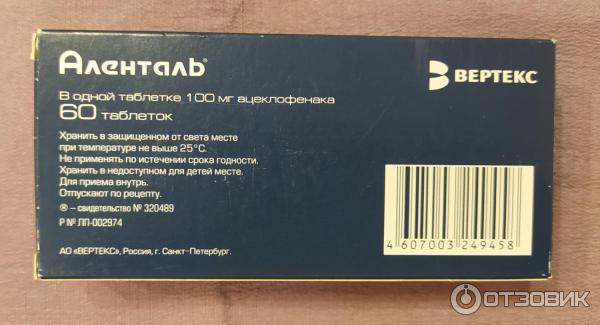 Аленталь®
ВЕРТЕКС
В одной таблетке 100 мг ацеклофенака
60 таблеток
Хранить в защищенном от света месте
при температуре не выше 25°С.
Не применять по истечении срока годности.
Хранить в недоступном для детей месте.
Для приема внутрь.
Отпускают по рецепту.
® – свидетельство № 320489
Р № ЛП-002974
АО «ВЕРТЕКС», Россия, г. Санкт-Петербург.
4 607003 249458
ОТЗОВИК